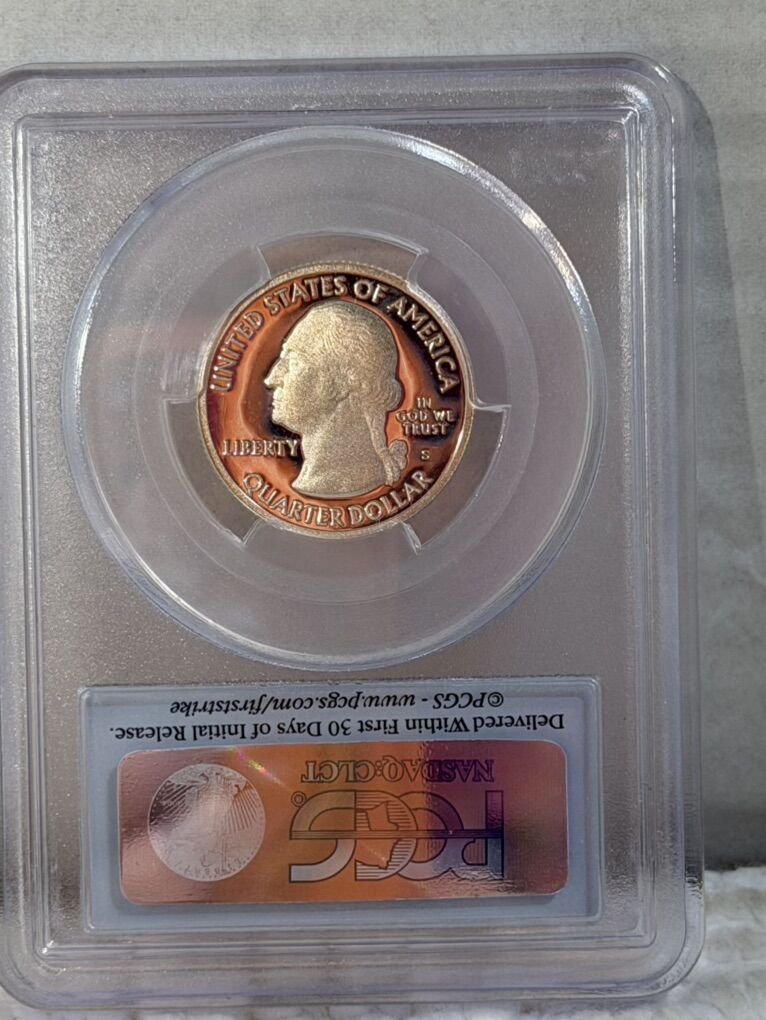 UNITED STATES OF AMERICA
IN
GOD WE
TRUST
LIBERTY
S
QUARTER DOLLAR
Delivered Within First 30 Days of Initial Release.
©PCGS - www.pcgs.com/firststrike
PCGS©
NASDAQ:CLCT